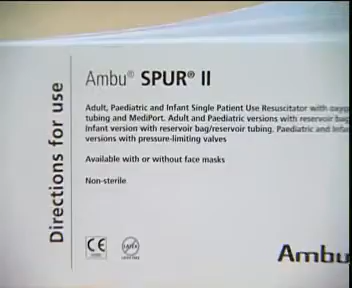 Directions for use
Ambu® SPUR® II
Adult, Paediatric and Infant Single Patient Use Resuscitator with oxyg
tubing and MediPort. Adult and Paediatric versions with reservoir bag
Infant version with reservoir bag/reservoir tubing. Paediatric and Infan
versions with pressure-limiting valves
Available with or without face masks
Non-sterile
CE
LATEX
Ambu